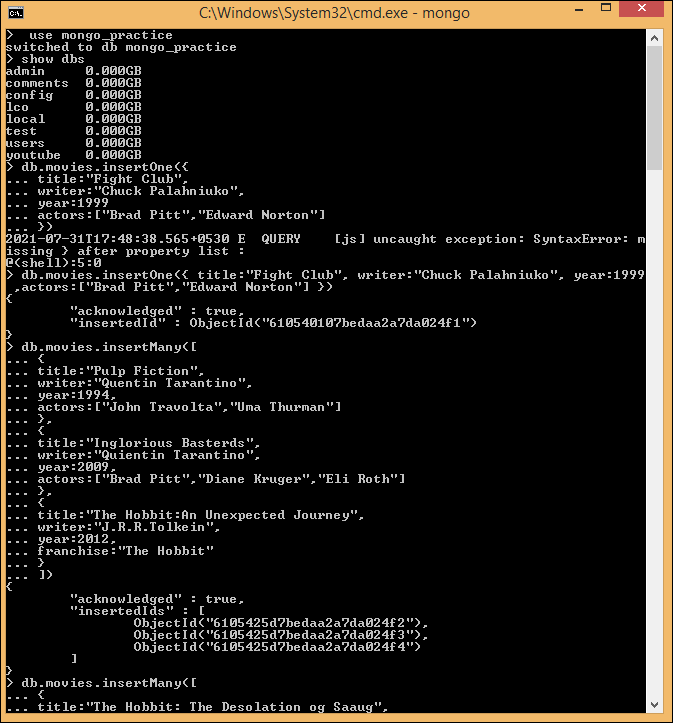 C:\Windows\System32\cmd.exe - mongo
>  use mongo_practice
switched to db mongo_practice
> show dbs
admin     0.000GB
comments  0.000GB
config    0.000GB
lco       0.000GB
local     0.000GB
test      0.000GB
users     0.000GB
youtube   0.000GB
> db.movies.insertOne({
... title:"Fight Club",
... writer:"Chuck Palahniuko",
... year:1999
... actors:["Brad Pitt","Edward Norton"]
... })
2021-07-31T17:48:38.565+0530 E  QUERY    [js] uncaught exception: SyntaxError: m
issing } after property list :
@(shell):5:0
> db.movies.insertOne({ title:"Fight Club", writer:"Chuck Palahniuko", year:1999
 ,actors:["Brad Pitt","Edward Norton"] })
{
        "acknowledged" : true,
        "insertedId" : ObjectId("610540107bedaa2a7da024f1")
}
> db.movies.insertMany([
... {
... title:"Pulp Fiction",
... writer:"Quentin Tarantino",
... year:1994,
... actors:["John Travolta","Uma Thurman"]
... },
... {
... title:"Inglorious Basterds",
... writer:"Quientin Tarantino",
... year:2009,
... actors:["Brad Pitt","Diane Kruger","Eli Roth"]
... },
... {
... title:"The Hobbit:An Unexpected Journey",
... writer:"J.R.R.Tolkein",
... year:2012,
... franchise:"The Hobbit"
... }
... ])
{
        "acknowledged" : true,
        "insertedIds" : [
                ObjectId("6105425d7bedaa2a7da024f2"),
                ObjectId("6105425d7bedaa2a7da024f3"),
                ObjectId("6105425d7bedaa2a7da024f4")
        ]
}
> db.movies.insertMany([
... {
... title:"The Hobbit: The Desolation og Saaug",